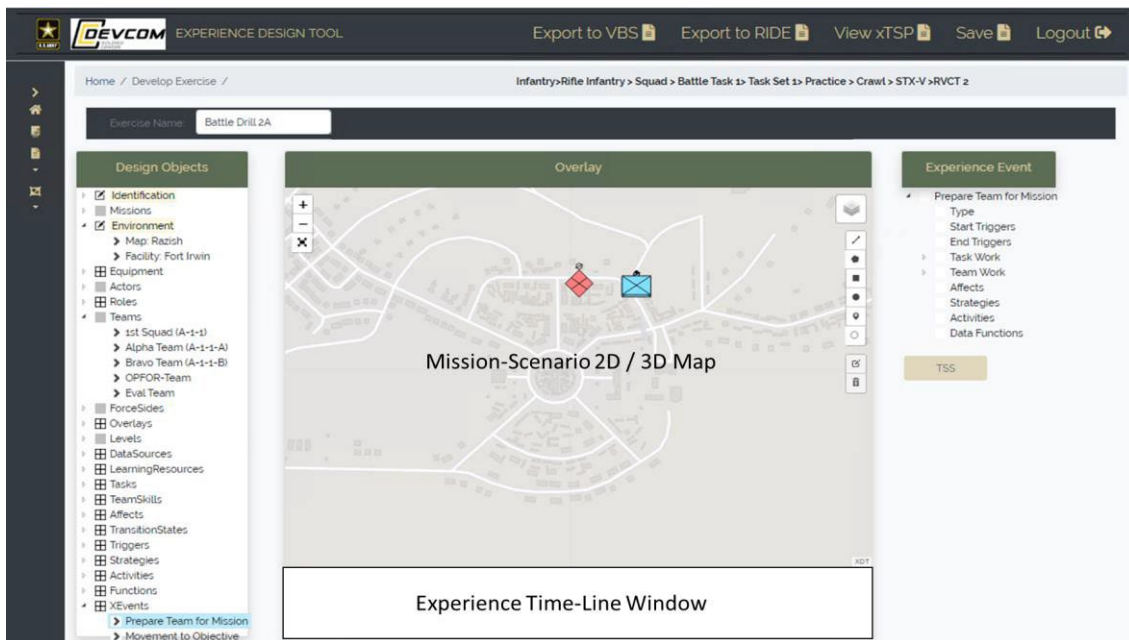 U.S. ARMY
DEVCOM
EXPERIENCE DESIGN TOOL
Export to VBS
Export to RIDE
View xTSP
Save
Logout
Home / Develop Exercise /
Infantry>Rifle Infantry > Squad > Battle Task 1> Task Set 1> Practice > Crawl > STX-V >RVCT 2
Exercise Name:
Battle Drill 2A
Design Objects
Identification
Missions
Environment
Map: Razish
Facility: Fort Irwin
Equipment
Actors
Roles
Teams
1st Squad (A-1-1)
Alpha Team (A-1-1-A)
Bravo Team (A-1-1-B)
OPFOR-Team
Eval Team
ForceSides
Overlays
Levels
DataSources
LearningResources
Tasks
TeamSkills
Affects
TransitionStates
Triggers
Strategies
Activities
Functions
XEvents
Prepare Team for Mission
Movement to Objective
Overlay
+
−
Mission-Scenario 2D / 3D Map
XDT
Experience Time-Line Window
Experience Event
Prepare Team for Mission
Type
Start Triggers
End Triggers
Task Work
Team Work
Affects
Strategies
Activities
Data Functions
TSS